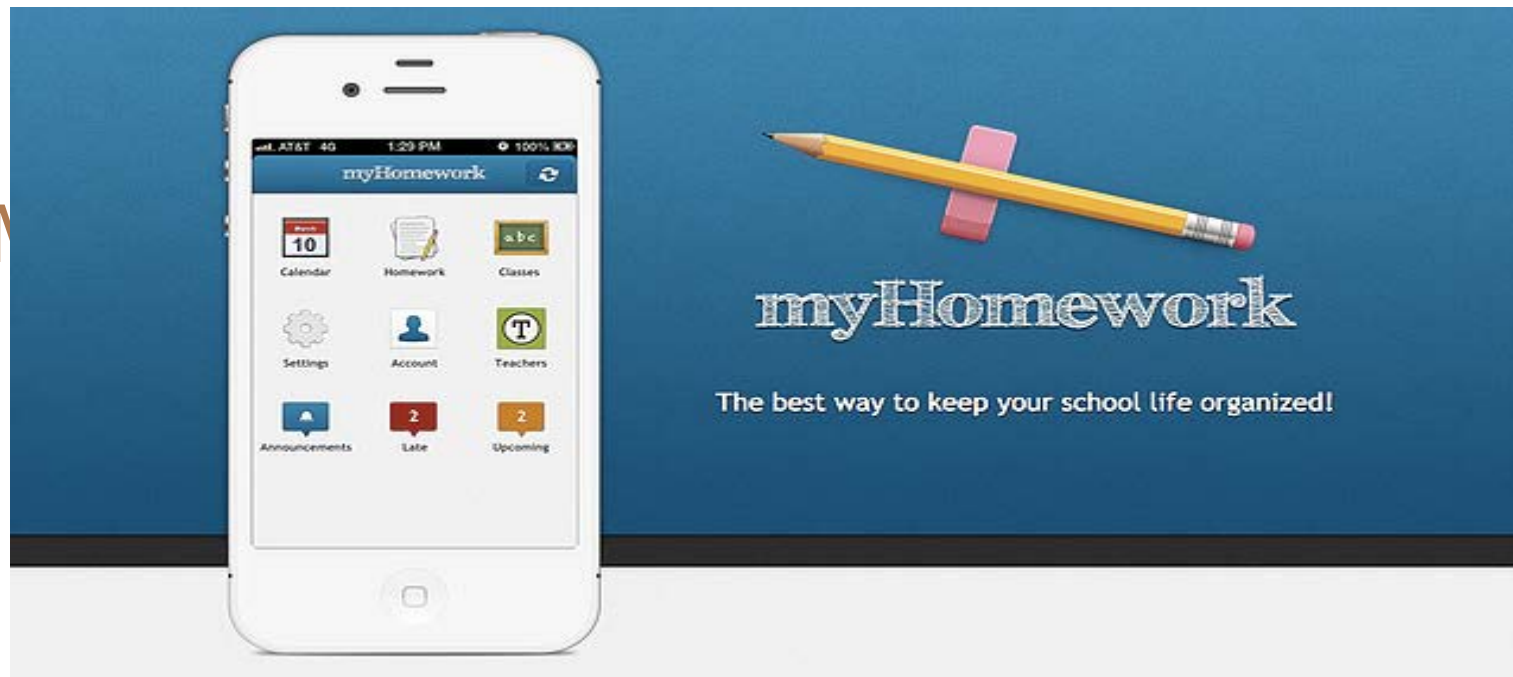 AT&T 4G 1:29 PM 100%
myHomework
March
10
abc
Calendar Homework Classes
T
Settings Account Teachers
2 2
Announcements Late Upcoming
myHomework
The best way to keep your school life organized!